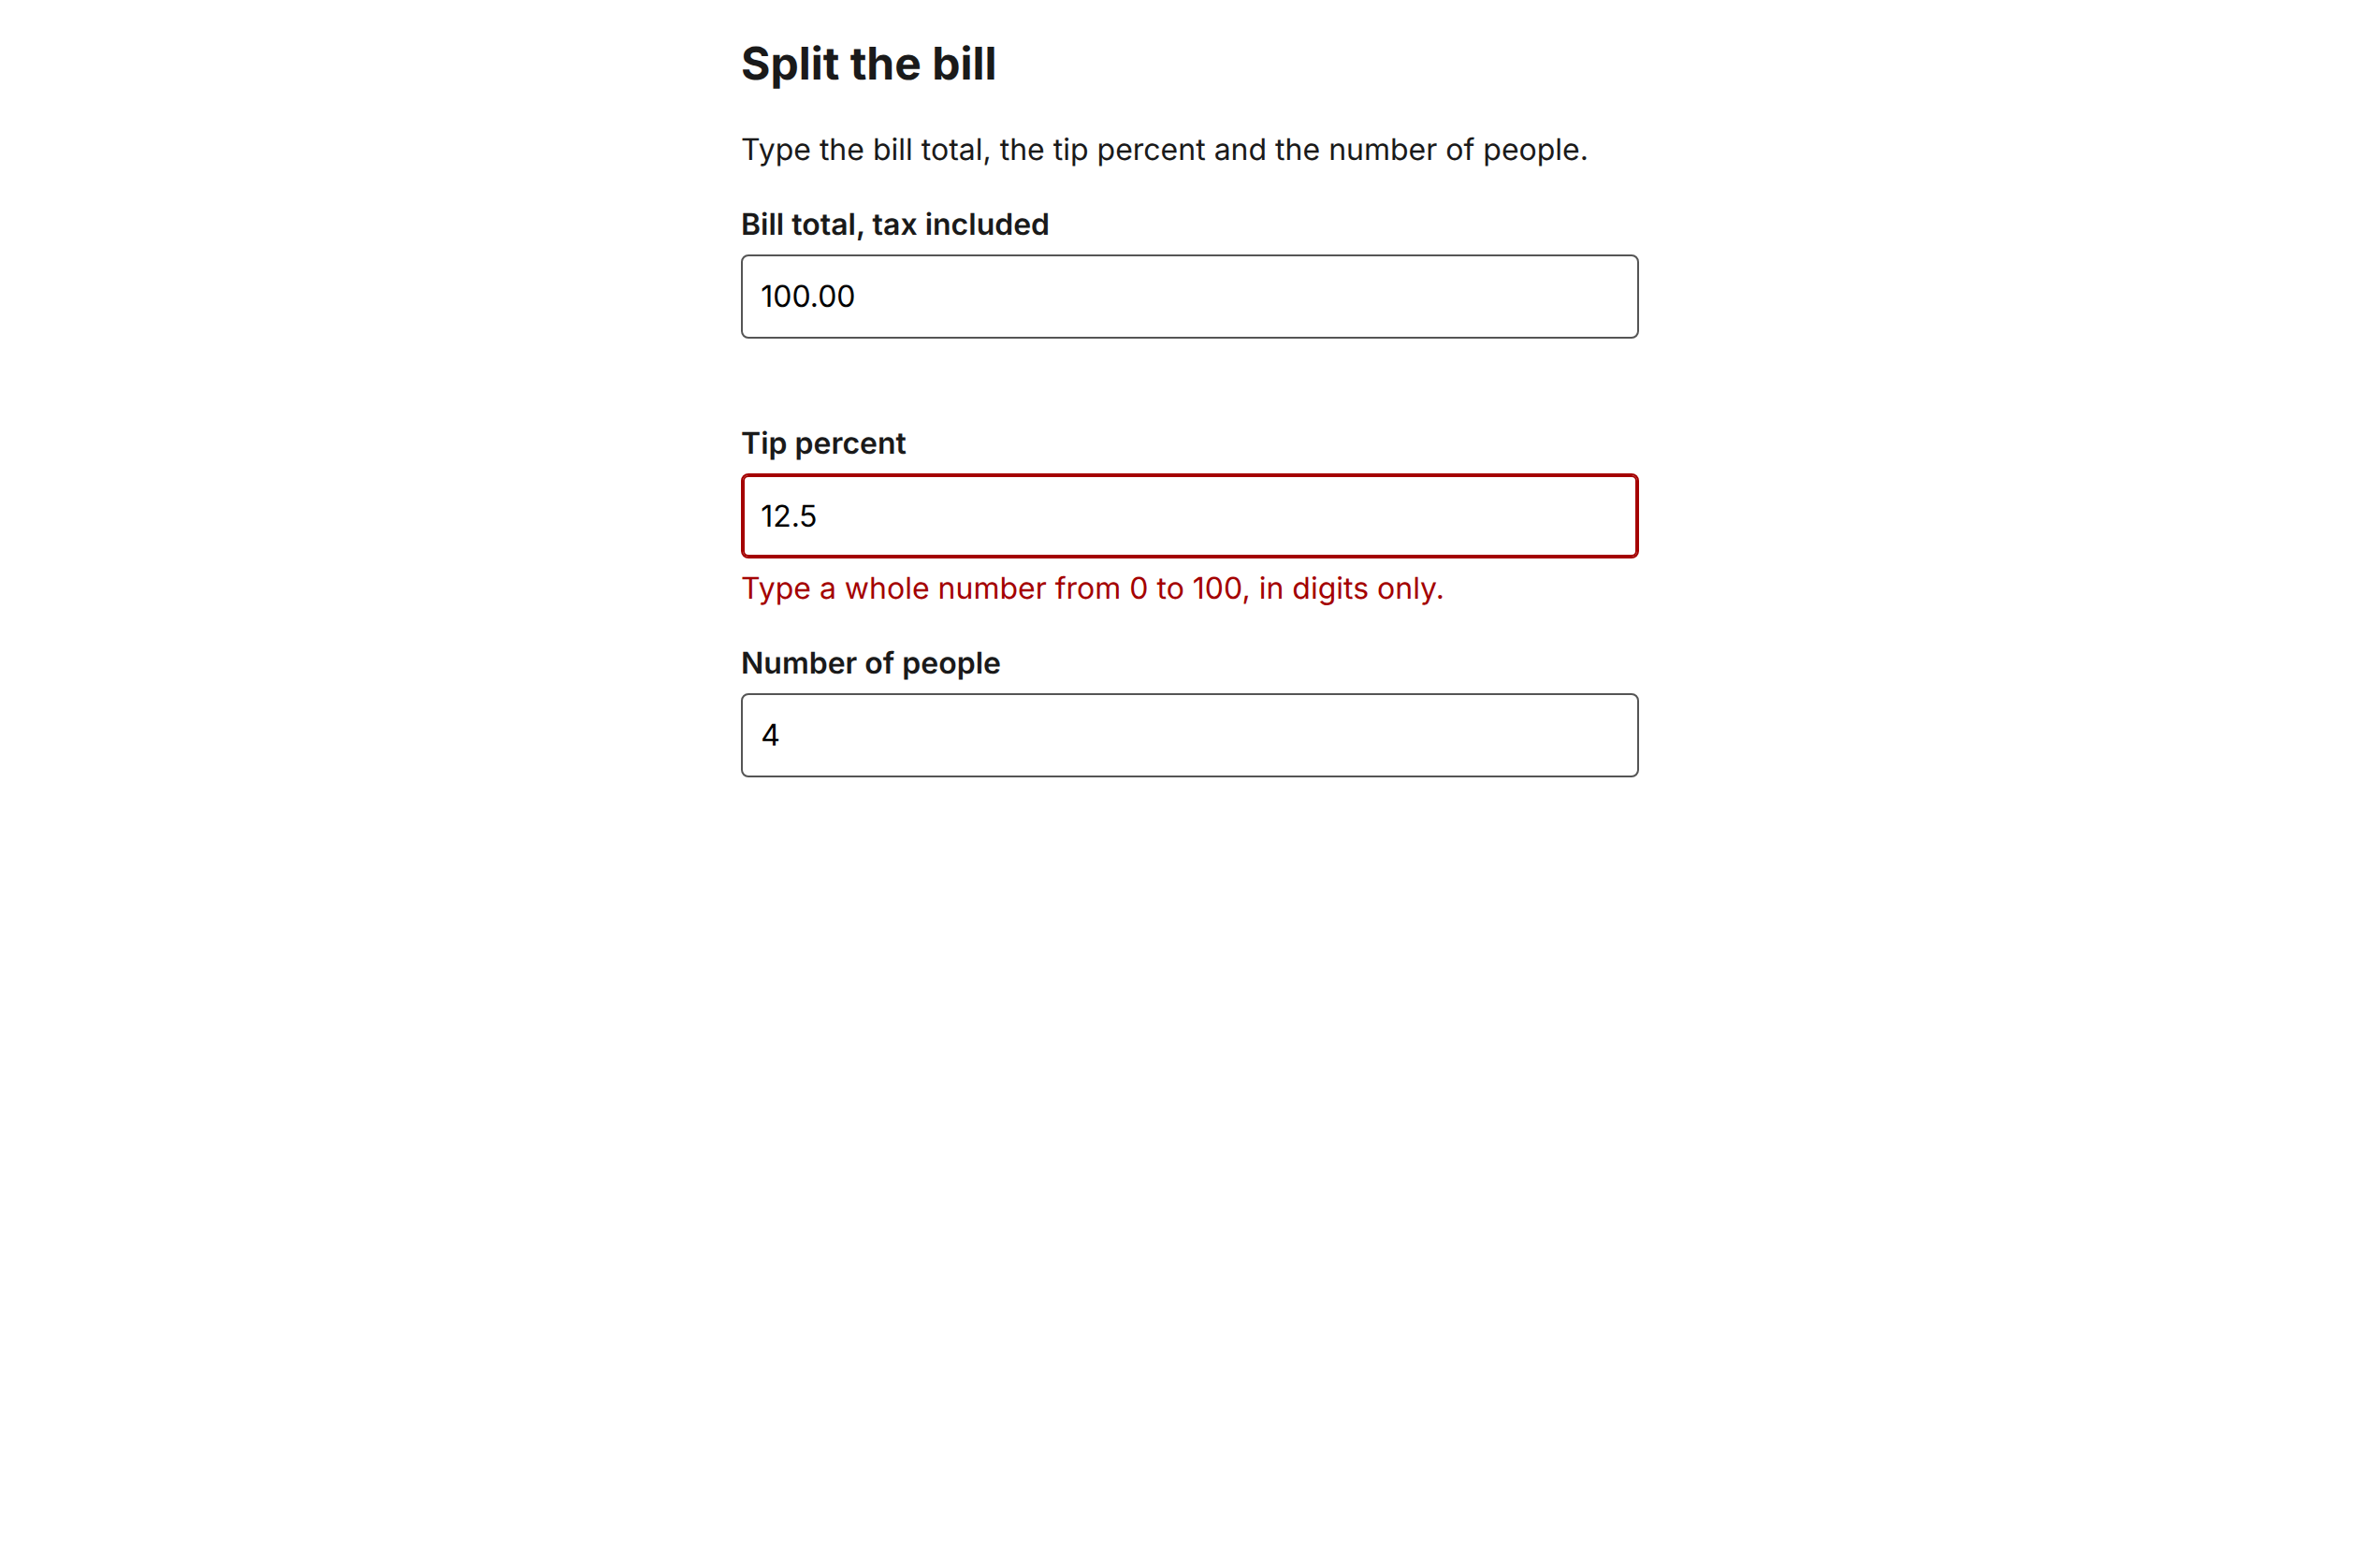 Split the bill
Type the bill total, the tip percent and the number of people.
Bill total, tax included
100.00
Tip percent
12.5
Type a whole number from 0 to 100, in digits only.
Number of people
4